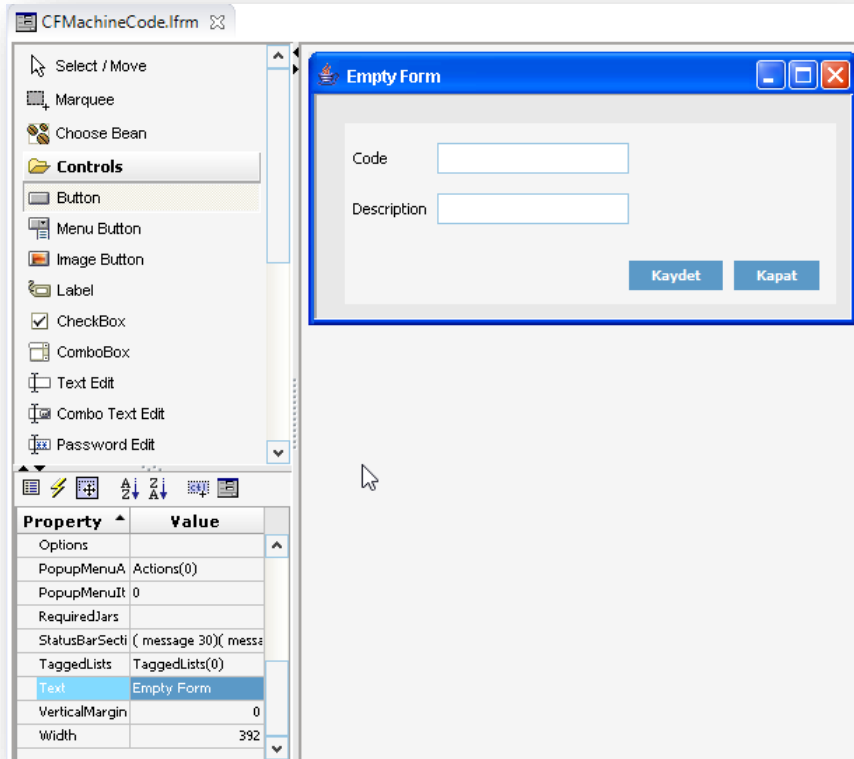 CFMachineCode.lfrm
Select / Move
Marquee
Choose Bean
Controls
Button
Menu Button
Image Button
Label
CheckBox
ComboBox
Text Edit
Combo Text Edit
Password Edit
Property Value
Options
PopupMenuA Actions(0)
PopupMenuIt 0
RequiredJars
StatusBarSecti ( message 30)( messa
TaggedLists TaggedLists(0)
Text Empty Form
VerticalMargin 0
Width 392
Empty Form
Code
Description
Kaydet Kapat